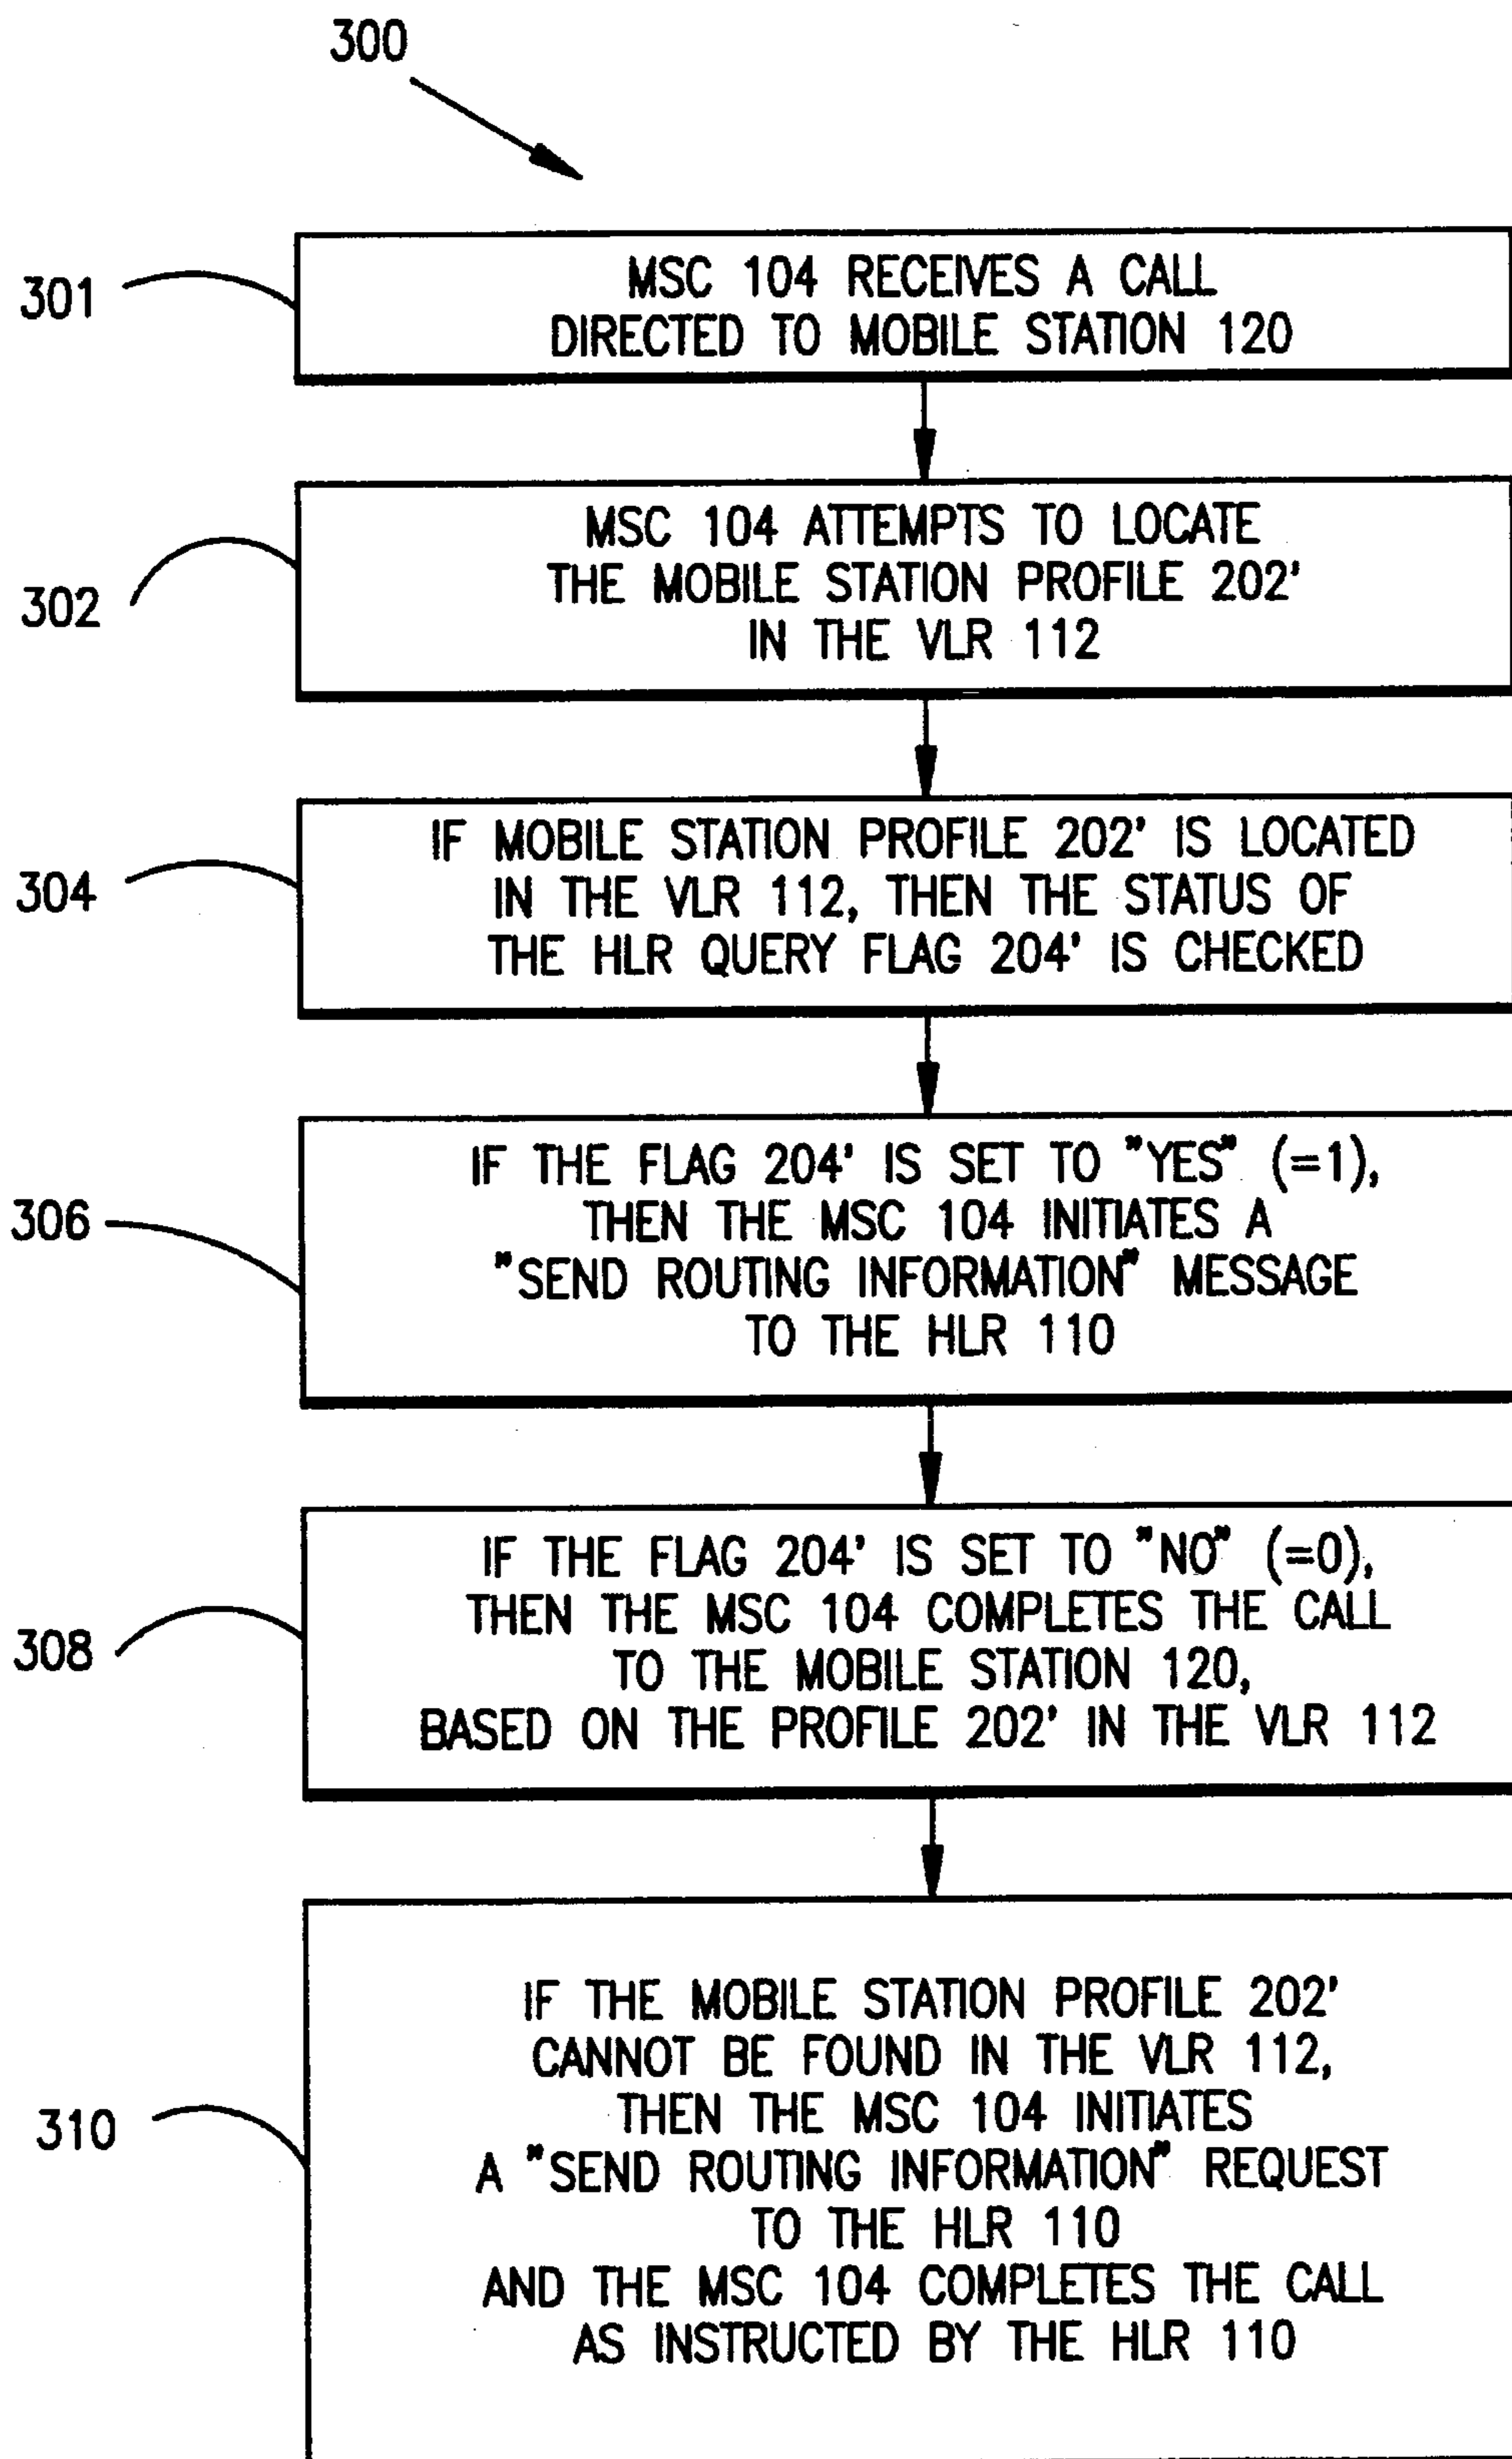 300
301
MSC 104 RECEIVES A CALL
DIRECTED TO MOBILE STATION 120
302
MSC 104 ATTEMPTS TO LOCATE
THE MOBILE STATION PROFILE 202'
IN THE VLR 112
304
IF MOBILE STATION PROFILE 202' IS LOCATED
IN THE VLR 112, THEN THE STATUS OF
THE HLR QUERY FLAG 204' IS CHECKED
306
IF THE FLAG 204' IS SET TO "YES" (=1),
THEN THE MSC 104 INITIATES A
"SEND ROUTING INFORMATION" MESSAGE
TO THE HLR 110
308
IF THE FLAG 204' IS SET TO "NO" (=0),
THEN THE MSC 104 COMPLETES THE CALL
TO THE MOBILE STATION 120,
BASED ON THE PROFILE 202' IN THE VLR 112
310
IF THE MOBILE STATION PROFILE 202'
CANNOT BE FOUND IN THE VLR 112,
THEN THE MSC 104 INITIATES
A "SEND ROUTING INFORMATION" REQUEST
TO THE HLR 110
AND THE MSC 104 COMPLETES THE CALL
AS INSTRUCTED BY THE HLR 110